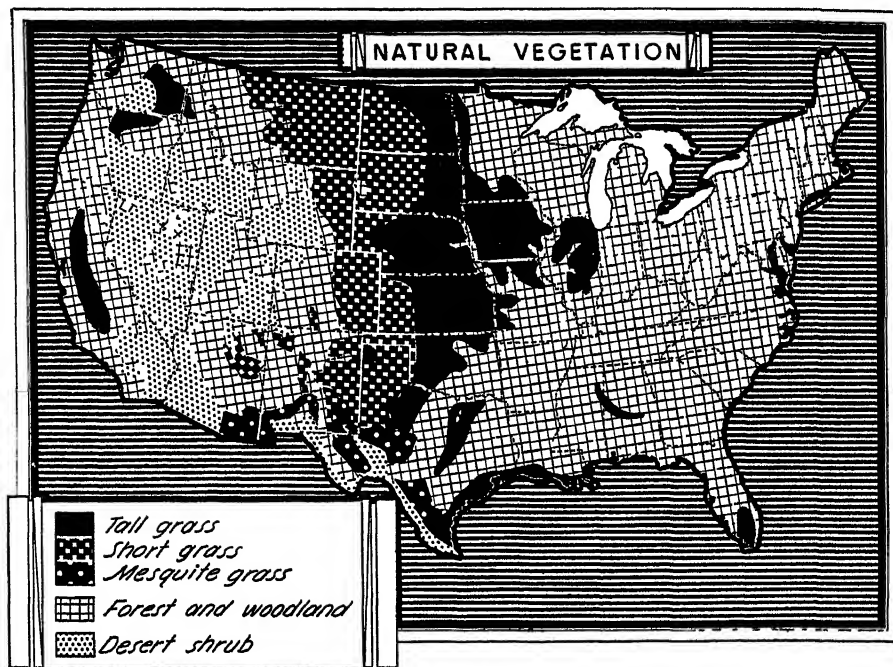 NATURAL VEGETATION
Tall grass
Short grass
Mesquite grass
Forest and woodland
Desert shrub